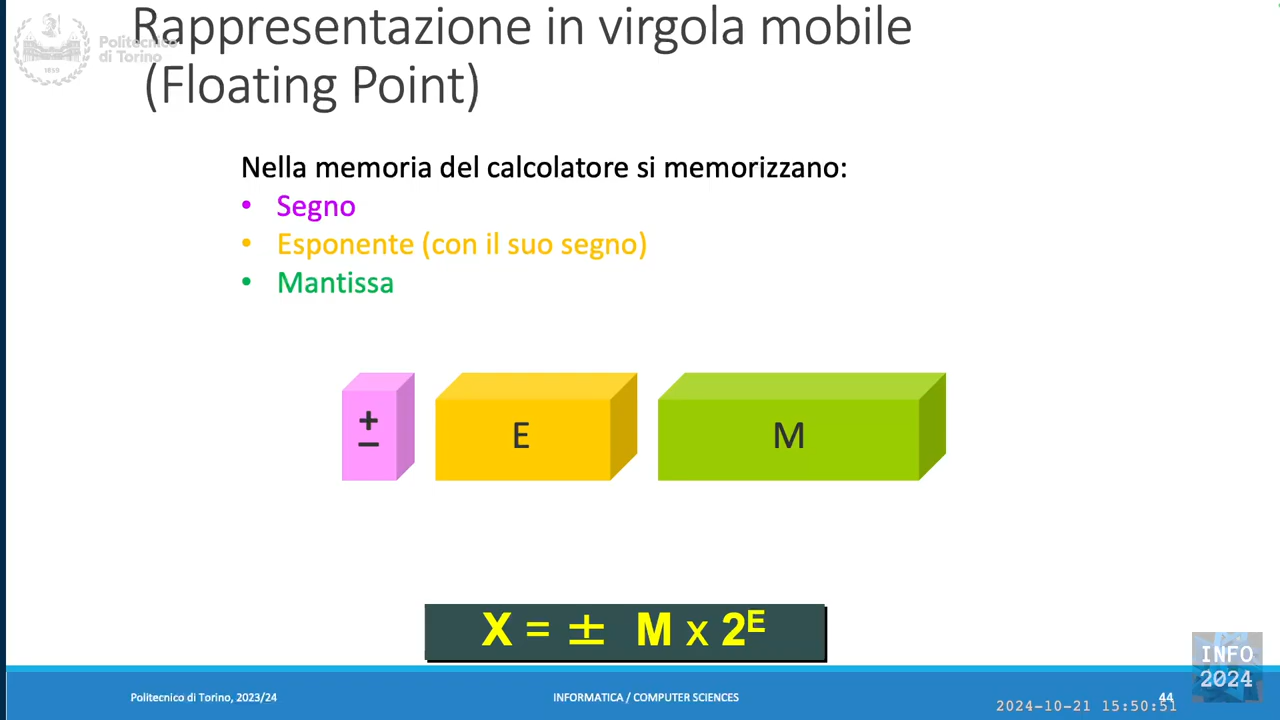 Rappresentazione in virgola mobile
(Floating Point)
Politecnico
di Torino
1859
Nella memoria del calcolatore si memorizzano:
• Segno
• Esponente (con il suo segno)
• Mantissa
+
−
E
M
X = ± M x 2ᴱ
INFO
2024
Politecnico di Torino, 2023/24
INFORMATICA / COMPUTER SCIENCES
44
2024-10-21 15:50:51